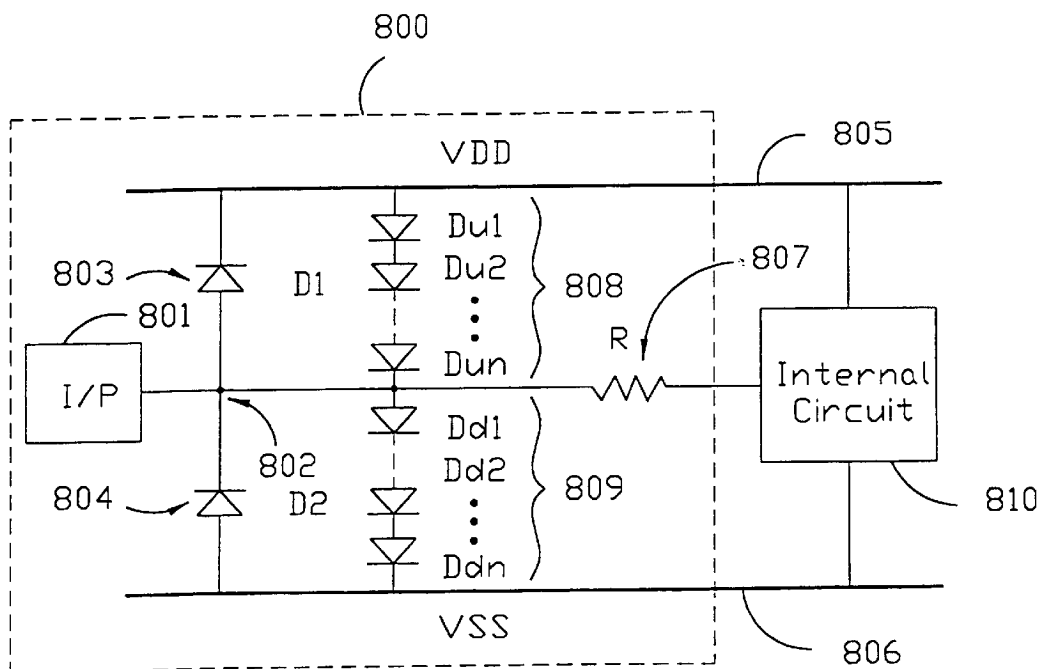 800
VDD
805
Du1
803
Du2
D1
808
807
801
Dun
R
I/P
Internal
Circuit
Dd1
802
Dd2
809
804
D2
810
Ddn
VSS
806